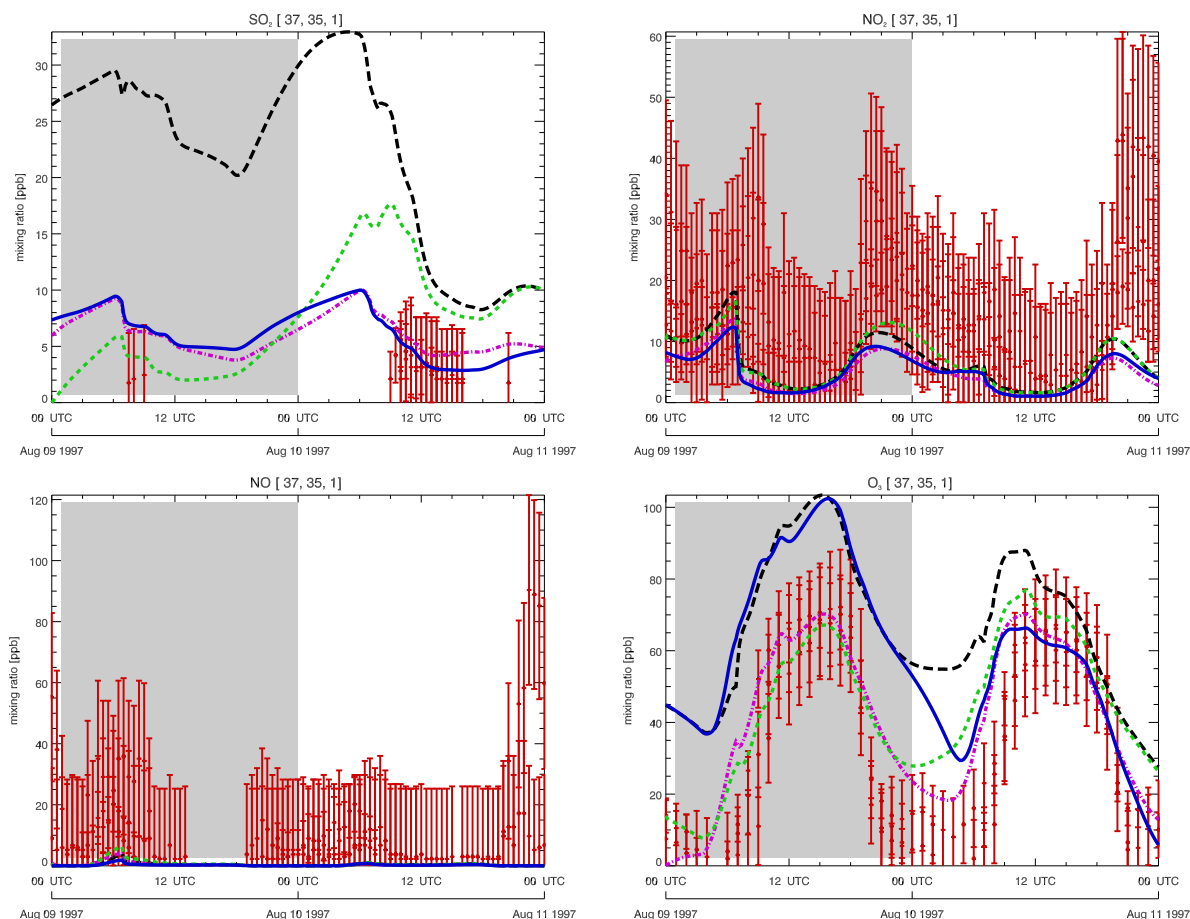 SO₂ [ 37, 35, 1]
mixing ratio [ppb]
30
25
20
15
10
5
0
00 UTC
12 UTC
00 UTC
12 UTC
00 UTC
Aug 09 1997
Aug 10 1997
Aug 11 1997
NO₂ [ 37, 35, 1]
mixing ratio [ppb]
60
50
40
30
20
10
0
00 UTC
12 UTC
00 UTC
12 UTC
00 UTC
Aug 09 1997
Aug 10 1997
Aug 11 1997
NO [ 37, 35, 1]
mixing ratio [ppb]
120
100
80
60
40
20
0
00 UTC
12 UTC
00 UTC
12 UTC
00 UTC
Aug 09 1997
Aug 10 1997
Aug 11 1997
O₃ [ 37, 35, 1]
mixing ratio [ppb]
100
80
60
40
20
0
00 UTC
12 UTC
00 UTC
12 UTC
00 UTC
Aug 09 1997
Aug 10 1997
Aug 11 1997